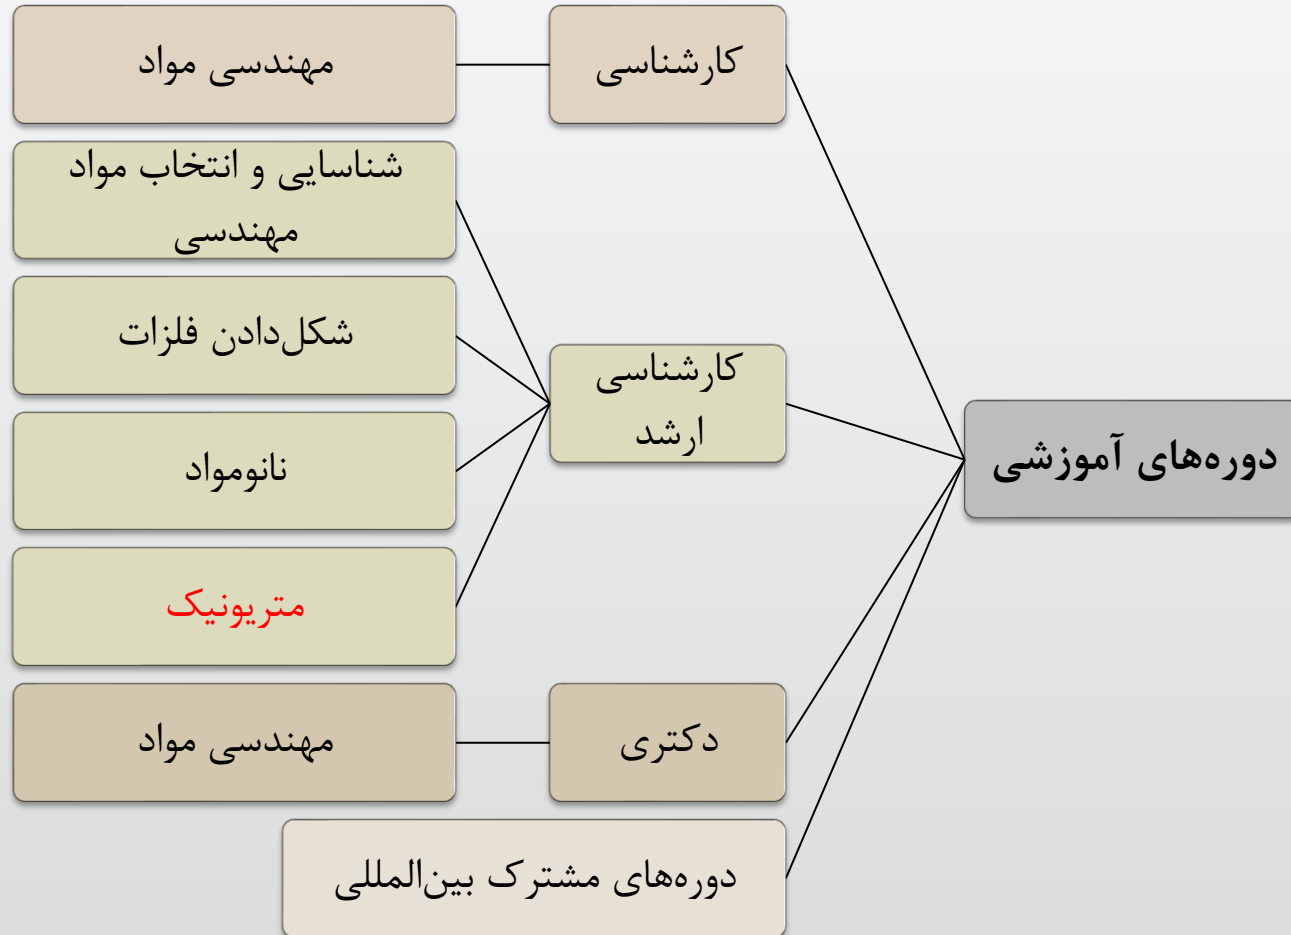 دوره‌های آموزشی
کارشناسی
مهندسی مواد
کارشناسی
ارشد
شناسایی و انتخاب مواد
مهندسی
شکل‌دادن فلزات
نانومواد
متریونیک
دکتری
مهندسی مواد
دوره‌های مشترک بین‌المللی